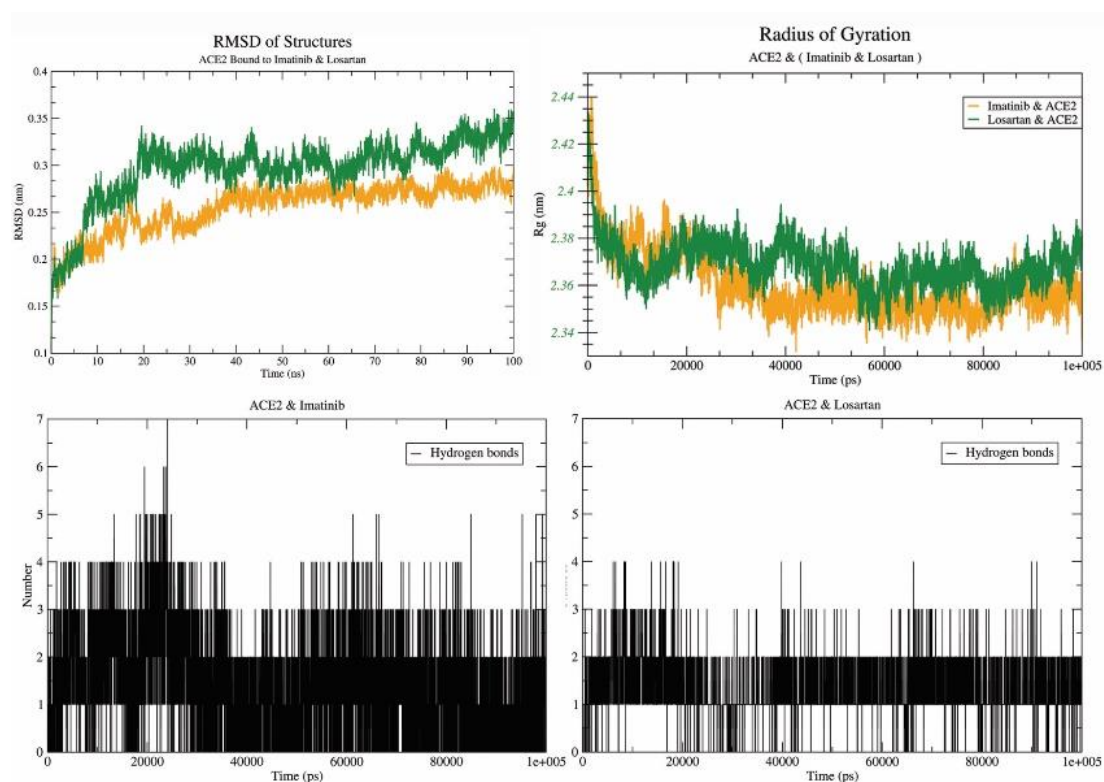 RMSD of Structures
ACE2 Bound to Imatinib & Losartan
0.4
0.35
0.3
0.25
0.2
0.15
0.1
RMSD (nm)
0 10 20 30 40 50 60 70 80 90 100
Time (ns)
Radius of Gyration
ACE2 & ( Imatinib & Losartan )
2.44
2.42
2.4
2.38
2.36
2.34
Rg (nm)
Imatinib & ACE2
Losartan & ACE2
0 20000 40000 60000 80000 1e+005
Time (ps)
ACE2 & Imatinib
7
6
5
4
3
2
1
0
Number
Hydrogen bonds
0 20000 40000 60000 80000 1e+005
Time (ps)
ACE2 & Losartan
7
6
5
4
3
2
1
0
Hydrogen bonds
0 20000 40000 60000 80000 1e+005
Time (ps)